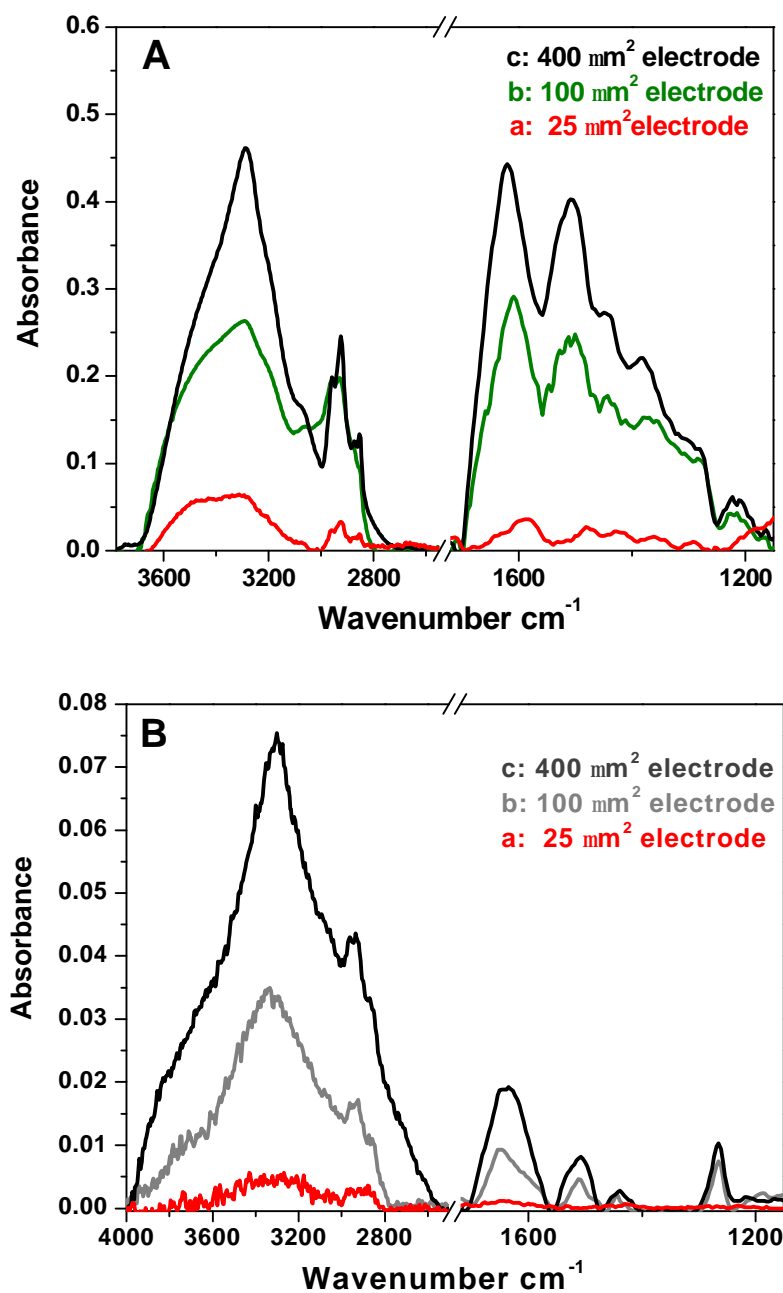 0.6
0.5
0.4
0.3
0.2
0.1
0.0
Absorbance
A
c: 400 mm² electrode
b: 100 mm² electrode
a: 25 mm²electrode
3600 3200 2800 1600 1200
Wavenumber cm⁻¹
0.08
0.07
0.06
0.05
0.04
0.03
0.02
0.01
0.00
Absorbance
B
c: 400 mm² electrode
b: 100 mm² electrode
a: 25 mm² electrode
4000 3600 3200 2800 1600 1200
Wavenumber cm⁻¹